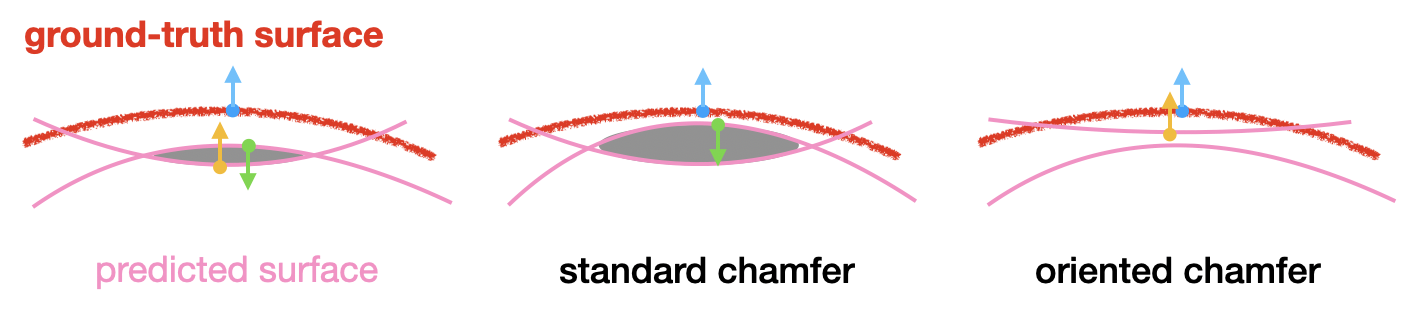 ground-truth surface
predicted surface
standard chamfer
oriented chamfer